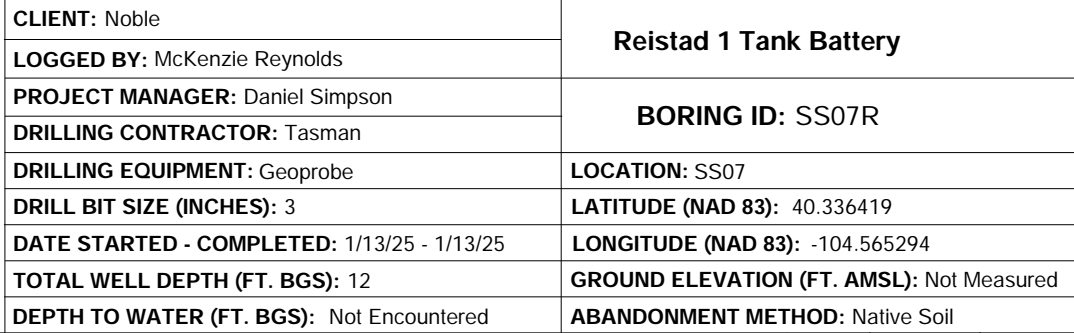 CLIENT: Noble
LOGGED BY: McKenzie Reynolds
Reistad 1 Tank Battery
PROJECT MANAGER: Daniel Simpson
DRILLING CONTRACTOR: Tasman
BORING ID: SS07R
DRILLING EQUIPMENT: Geoprobe
LOCATION: SS07
DRILL BIT SIZE (INCHES): 3
LATITUDE (NAD 83): 40.336419
DATE STARTED - COMPLETED: 1/13/25 - 1/13/25
LONGITUDE (NAD 83): -104.565294
TOTAL WELL DEPTH (FT. BGS): 12
GROUND ELEVATION (FT. AMSL): Not Measured
DEPTH TO WATER (FT. BGS): Not Encountered
ABANDONMENT METHOD: Native Soil